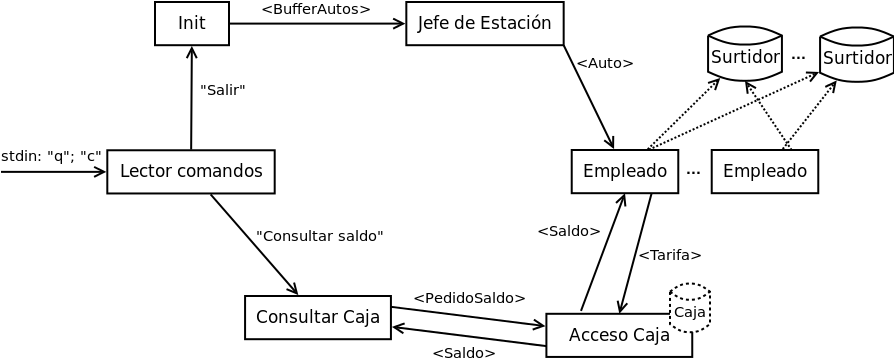 <BufferAutos>
Init
Jefe de Estación
<Auto>
Surtidor
...
Surtidor
"Salir"
stdin: "q"; "c"
Lector comandos
Empleado
...
Empleado
"Consultar saldo"
<Saldo>
<Tarifa>
<PedidoSaldo>
Consultar Caja
Caja
Acceso Caja
<Saldo>